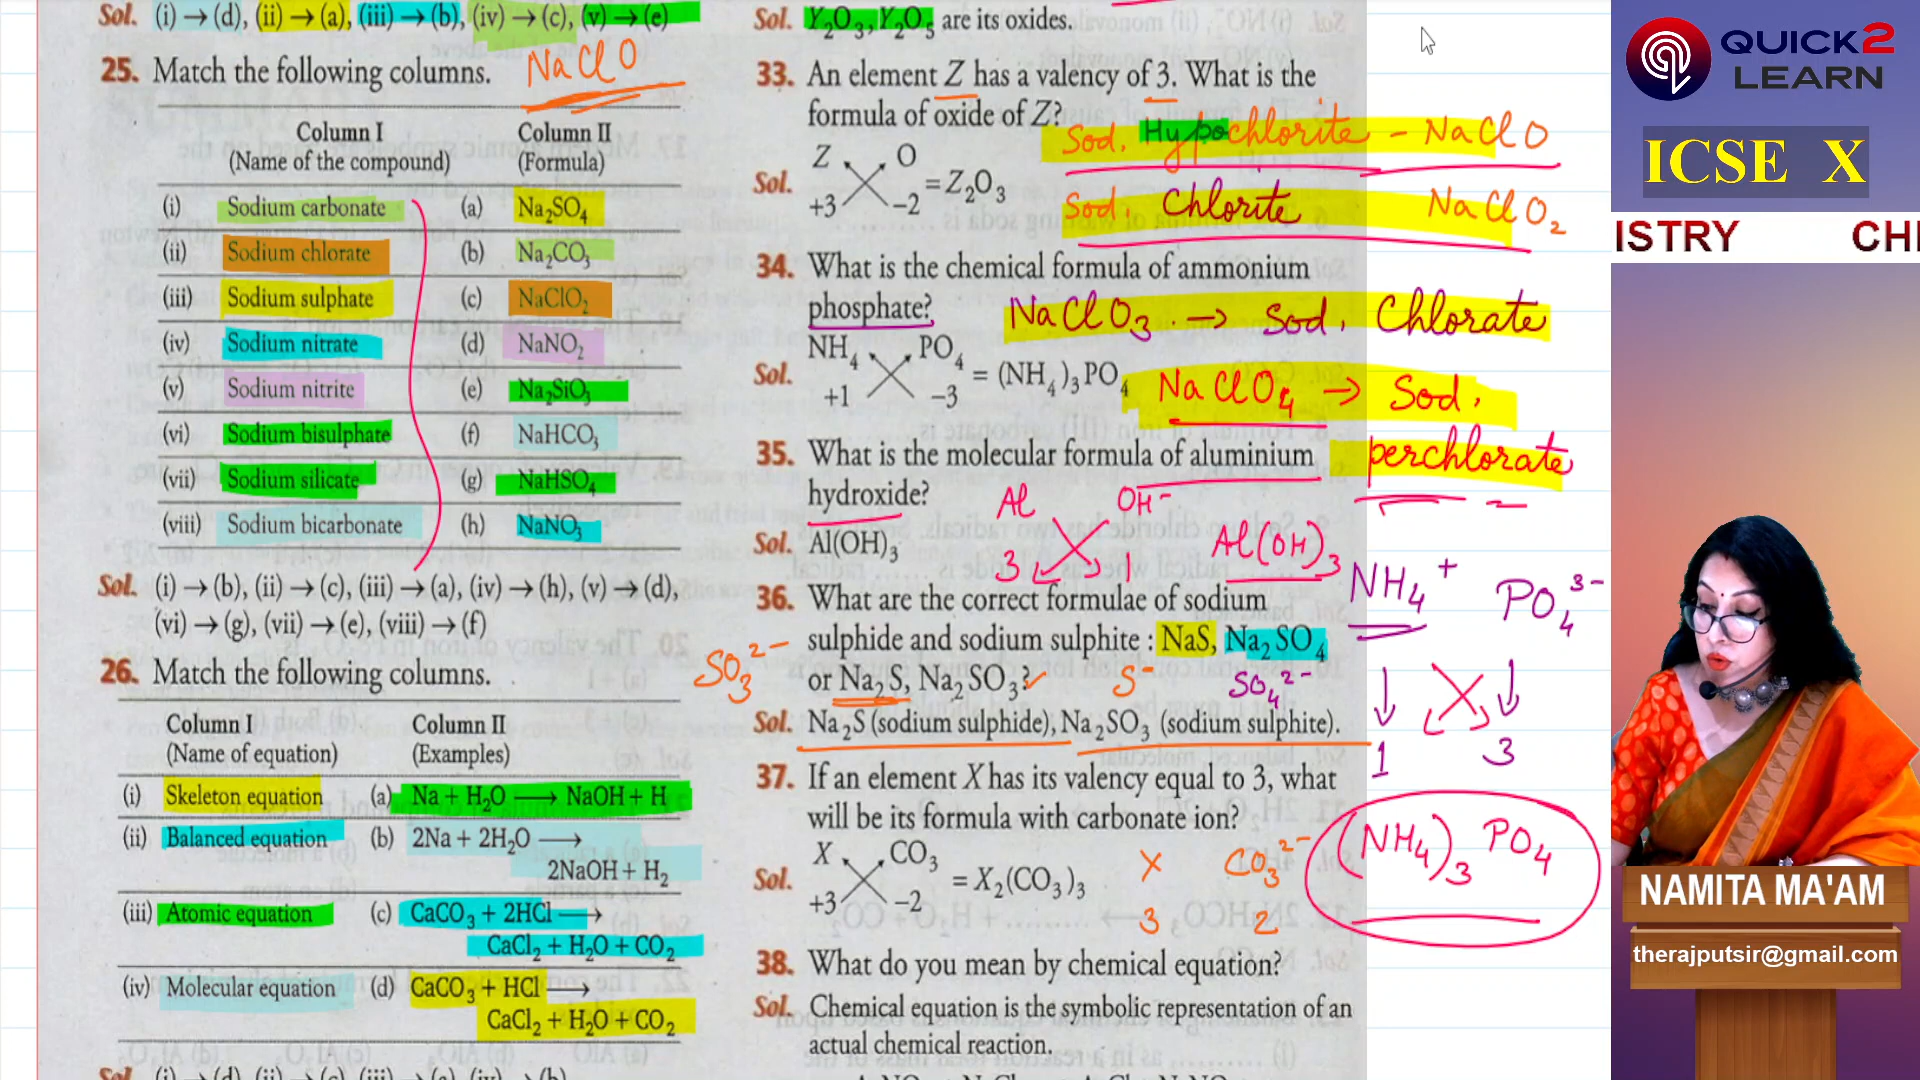 Sol. (i) → (d), (ii) → (a), (iii) → (b), (iv) → (c), (v) → (e)
25. Match the following columns.
NaClO
Column I Column II
(Name of the compound) (Formula)
(i) Sodium carbonate (a) Na₂SO₄
(ii) Sodium chlorate (b) Na₂CO₃
(iii) Sodium sulphate (c) NaClO₂
(iv) Sodium nitrate (d) NaNO₂
(v) Sodium nitrite (e) Na₂SiO₃
(vi) Sodium bisulphate (f) NaHCO₃
(vii) Sodium silicate (g) NaHSO₄
(viii) Sodium bicarbonate (h) NaNO₃
Sol. (i) → (b), (ii) → (c), (iii) → (a), (iv) → (h), (v) → (d),
(vi) → (g), (vii) → (e), (viii) → (f)
26. Match the following columns.
Column I Column II
(Name of equation) (Examples)
(i) Skeleton equation (a) Na + H₂O ⟶ NaOH + H
(ii) Balanced equation (b) 2Na + 2H₂O ⟶
2NaOH + H₂
(iii) Atomic equation (c) CaCO₃ + 2HCl ⟶
CaCl₂ + H₂O + CO₂
(iv) Molecular equation (d) CaCO₃ + HCl ⟶
CaCl₂ + H₂O + CO₂
Sol. (i) → (d), (ii) → (c), (iii) → (a), (iv) → (b)
Sol. Y₂O₃, Y₂O₅ are its oxides.
33. An element Z has a valency of 3. What is the
formula of oxide of Z?
Sod. Hypochlorite - NaClO
Z O
Sol. = Z₂O₃
+3 −2
Sod. Chlorite NaClO₂
34. What is the chemical formula of ammonium
phosphate?
NaClO₃ → Sod. Chlorate
NH₄ PO₄
Sol. = (NH₄)₃PO₄
+1 −3
NaClO₄ → Sod.
perchlorate
35. What is the molecular formula of aluminium
hydroxide?
Al OH⁻
Sol. Al(OH)₃
3 1
Al(OH)₃
36. What are the correct formulae of sodium
sulphide and sodium sulphite : NaS, Na₂SO₄
or Na₂S, Na₂SO₃?
SO₃²⁻
S⁻ SO₄²⁻
Sol. Na₂S (sodium sulphide), Na₂SO₃ (sodium sulphite).
NH₄⁺ PO₄³⁻
1 3
(NH₄)₃ PO₄
37. If an element X has its valency equal to 3, what
will be its formula with carbonate ion?
X CO₃
Sol. = X₂(CO₃)₃
+3 −2
X CO₃²⁻
3 2
38. What do you mean by chemical equation?
Sol. Chemical equation is the symbolic representation of an
actual chemical reaction.
QUICK2
LEARN
ICSE X
ISTRY CHE
NAMITA MA'AM
therajputsir@gmail.com